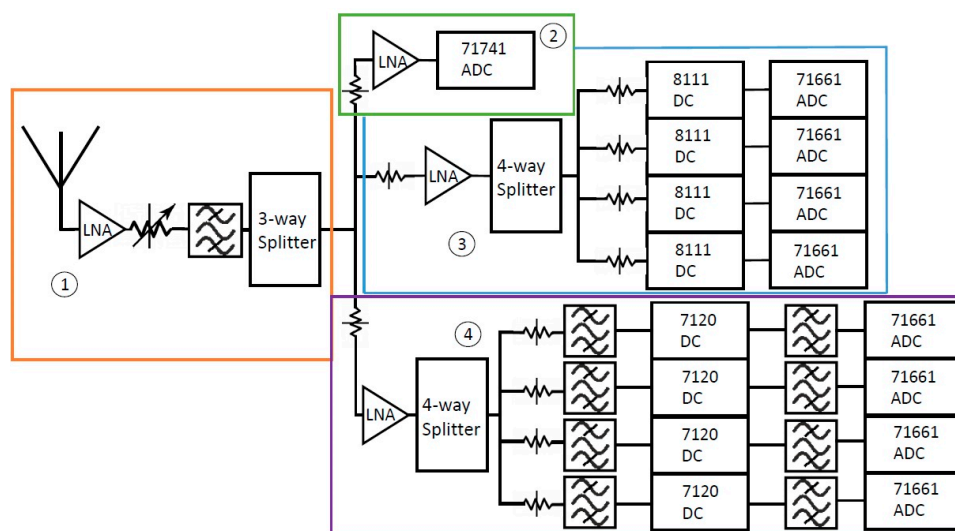 ①
LNA
3-way
Splitter
②
LNA
71741
ADC
③
LNA
4-way
Splitter
8111
DC
71661
ADC
8111
DC
71661
ADC
8111
DC
71661
ADC
8111
DC
71661
ADC
④
LNA
4-way
Splitter
7120
DC
71661
ADC
7120
DC
71661
ADC
7120
DC
71661
ADC
7120
DC
71661
ADC